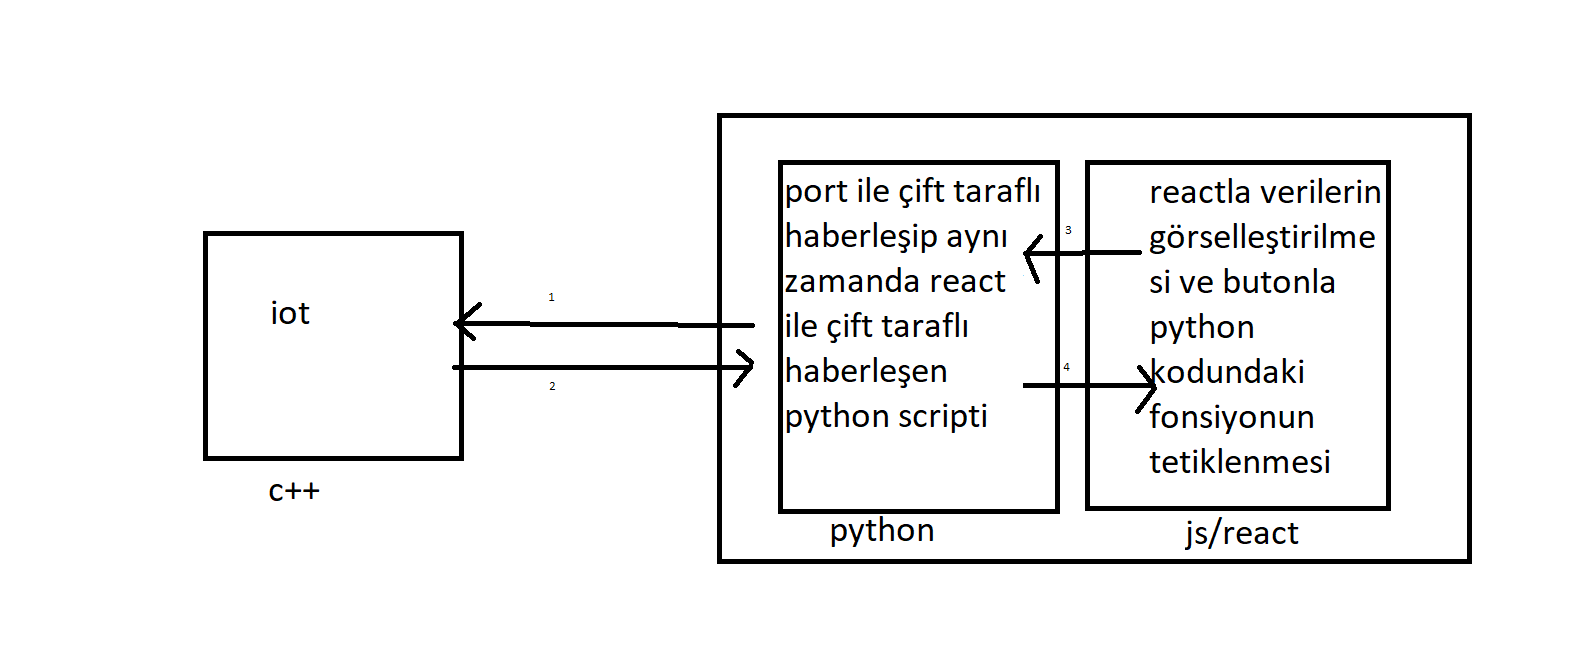 iot
c++
1
2
port ile çift taraflı
haberleşip aynı
zamanda react
ile çift taraflı
haberleşen
python scripti
python
3
4
reactla verilerin
görselleştirilme
si ve butonla
python
kodundaki
fonsiyonun
tetiklenmesi
js/react